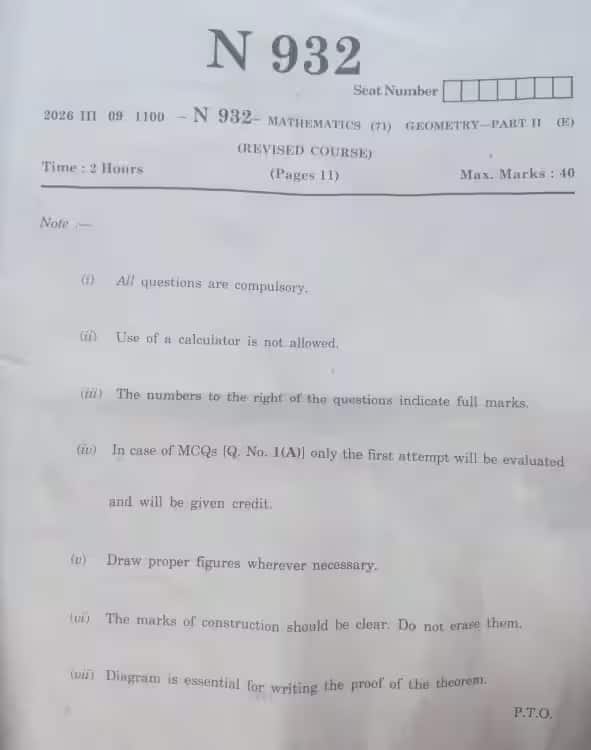 N 932
Seat Number
2026 III 09 1100 – N 932– MATHEMATICS (71) GEOMETRY—PART II (E)
(REVISED COURSE)
Time : 2 Hours (Pages 11) Max. Marks : 40
Note :—
(i) All questions are compulsory.
(ii) Use of a calculator is not allowed.
(iii) The numbers to the right of the questions indicate full marks.
(iv) In case of MCQs [Q. No. 1(A)] only the first attempt will be evaluated
and will be given credit.
(v) Draw proper figures wherever necessary.
(vi) The marks of construction should be clear. Do not erase them.
(vii) Diagram is essential for writing the proof of the theorem.
P.T.O.